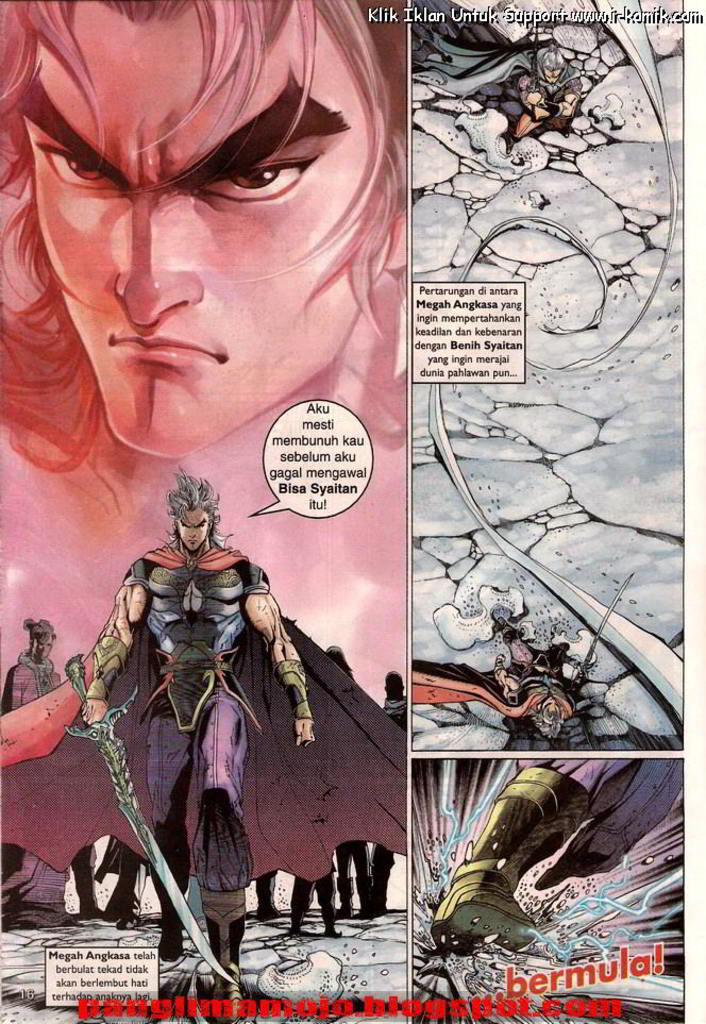 Klik Iklan Untuk Support www.i-komik.com
Aku
mesti
membunuh kau
sebelum aku
gagal mengawal
Bisa Syaitan
itu!
Megah Angkasa telah
berbulat tekad tidak
akan berlembut hati
terhadap anaknya lagi.
16
Pertarungan di antara
Megah Angkasa yang
ingin mempertahankan
keadilan dan kebenaran
dengan Benih Syaitan
yang ingin merajai
dunia pahlawan pun...
bermula!
panglimamojo.blogspot.com